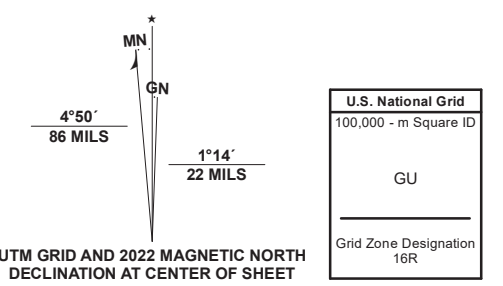 MN
GN
4°50´
86 MILS
1°14´
22 MILS
UTM GRID AND 2022 MAGNETIC NORTH
DECLINATION AT CENTER OF SHEET
U.S. National Grid
100,000 - m Square ID
GU
Grid Zone Designation
16R